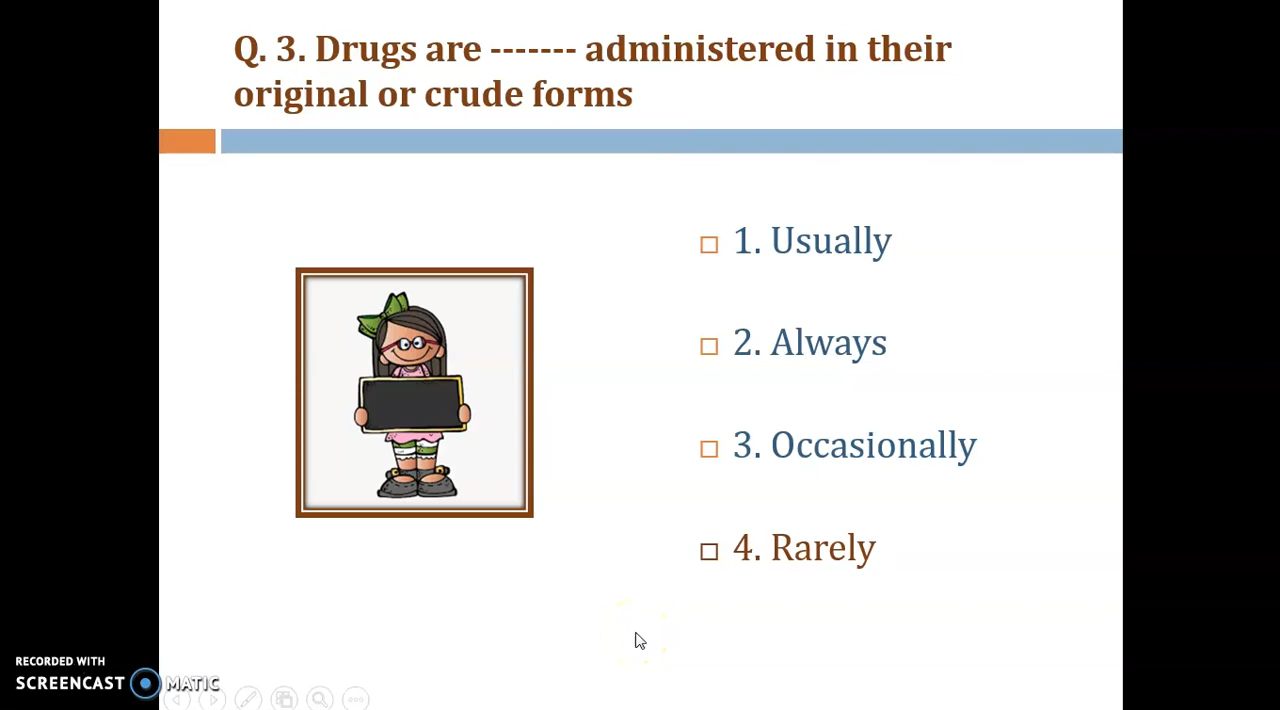 Q. 3. Drugs are ------- administered in their
original or crude forms
1. Usually
2. Always
3. Occasionally
4. Rarely
RECORDED WITH
SCREENCAST MATIC